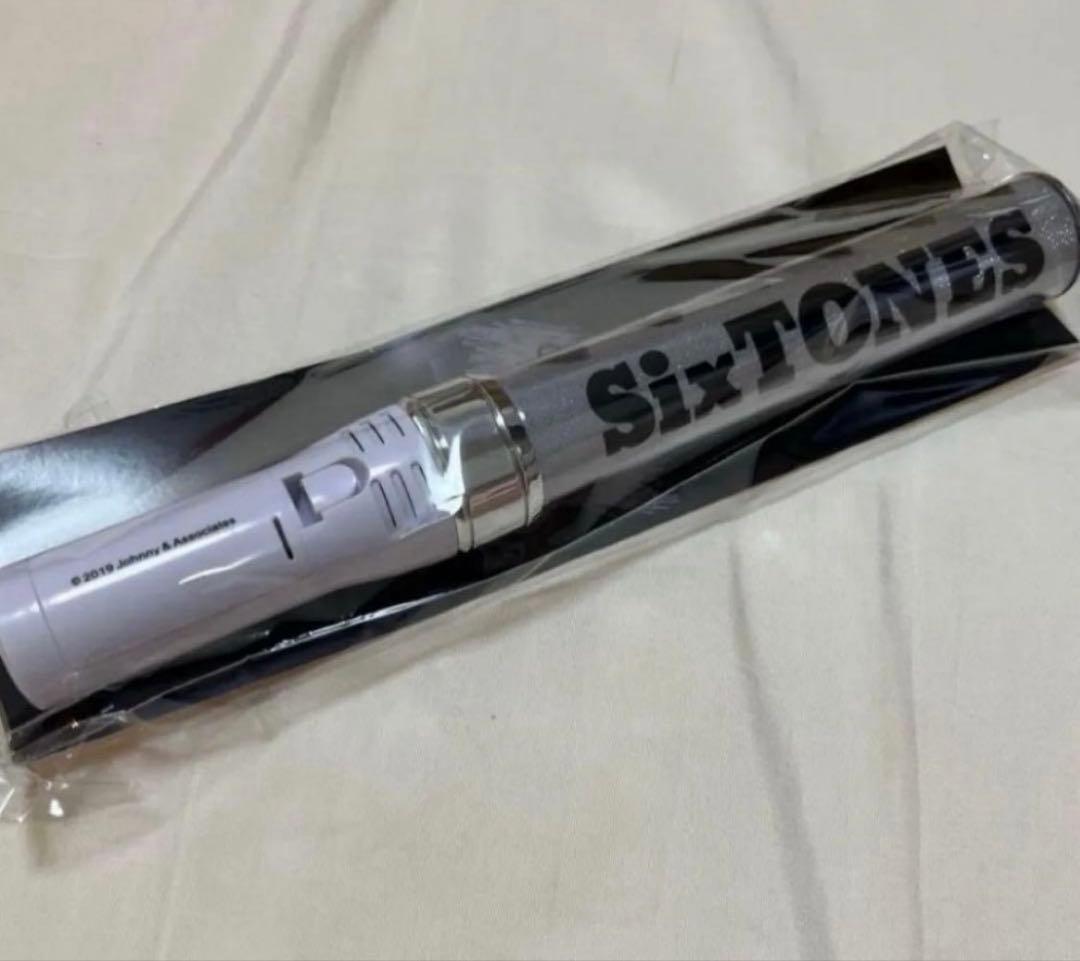 SixTONES
© 2019 Johnny & Associates